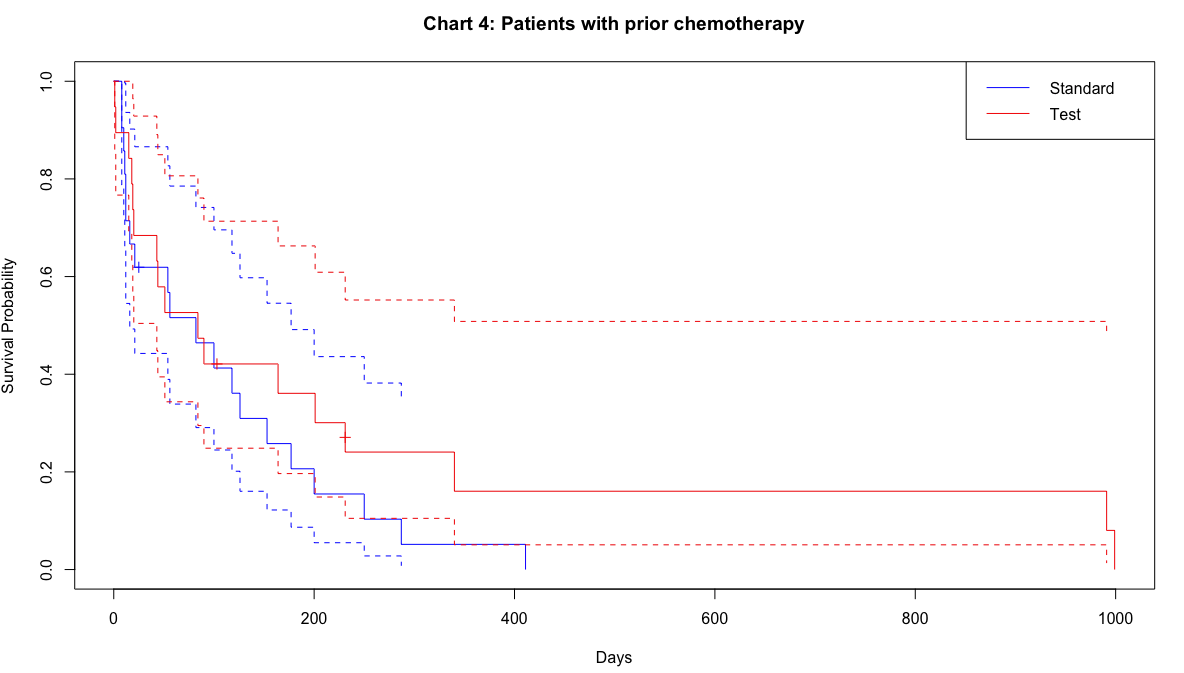 Chart 4: Patients with prior chemotherapy
Standard
Test
Survival Probability
1.0
0.8
0.6
0.4
0.2
0.0
0 200 400 600 800 1000
Days